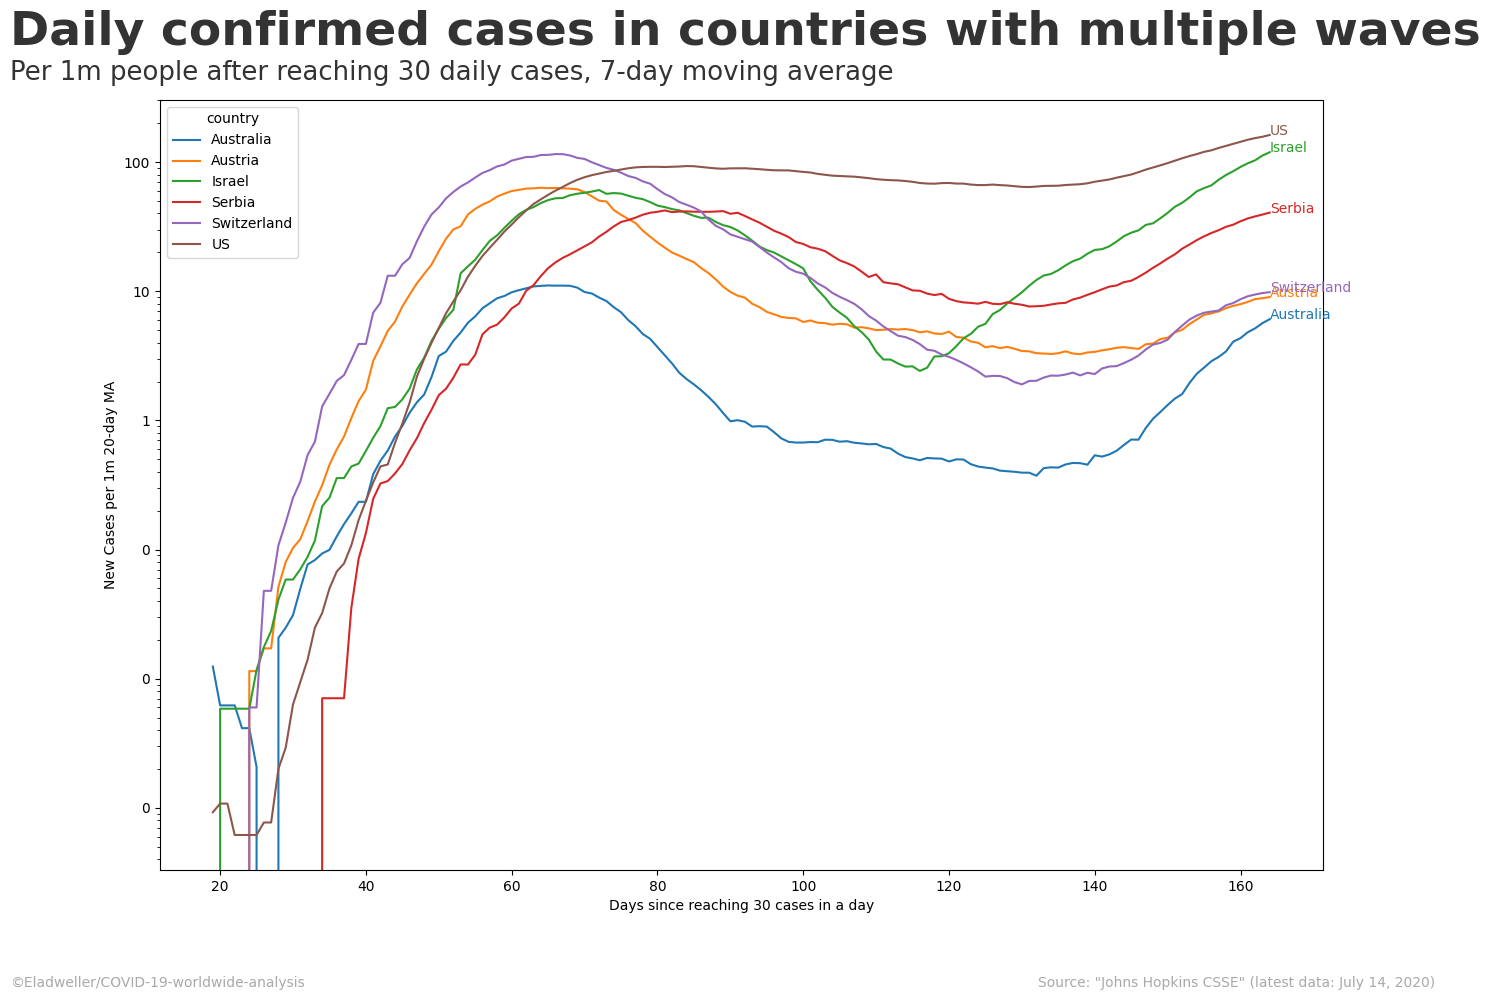 Daily confirmed cases in countries with multiple waves
Per 1m people after reaching 30 daily cases, 7-day moving average
country
Australia
Austria
Israel
Serbia
Switzerland
US
100
10
1
0
0
0
New Cases per 1m 20-day MA
US
Israel
Serbia
Switzerland
Austria
Australia
20 40 60 80 100 120 140 160
Days since reaching 30 cases in a day
©Eladweller/COVID-19-worldwide-analysis
Source: "Johns Hopkins CSSE" (latest data: July 14, 2020)